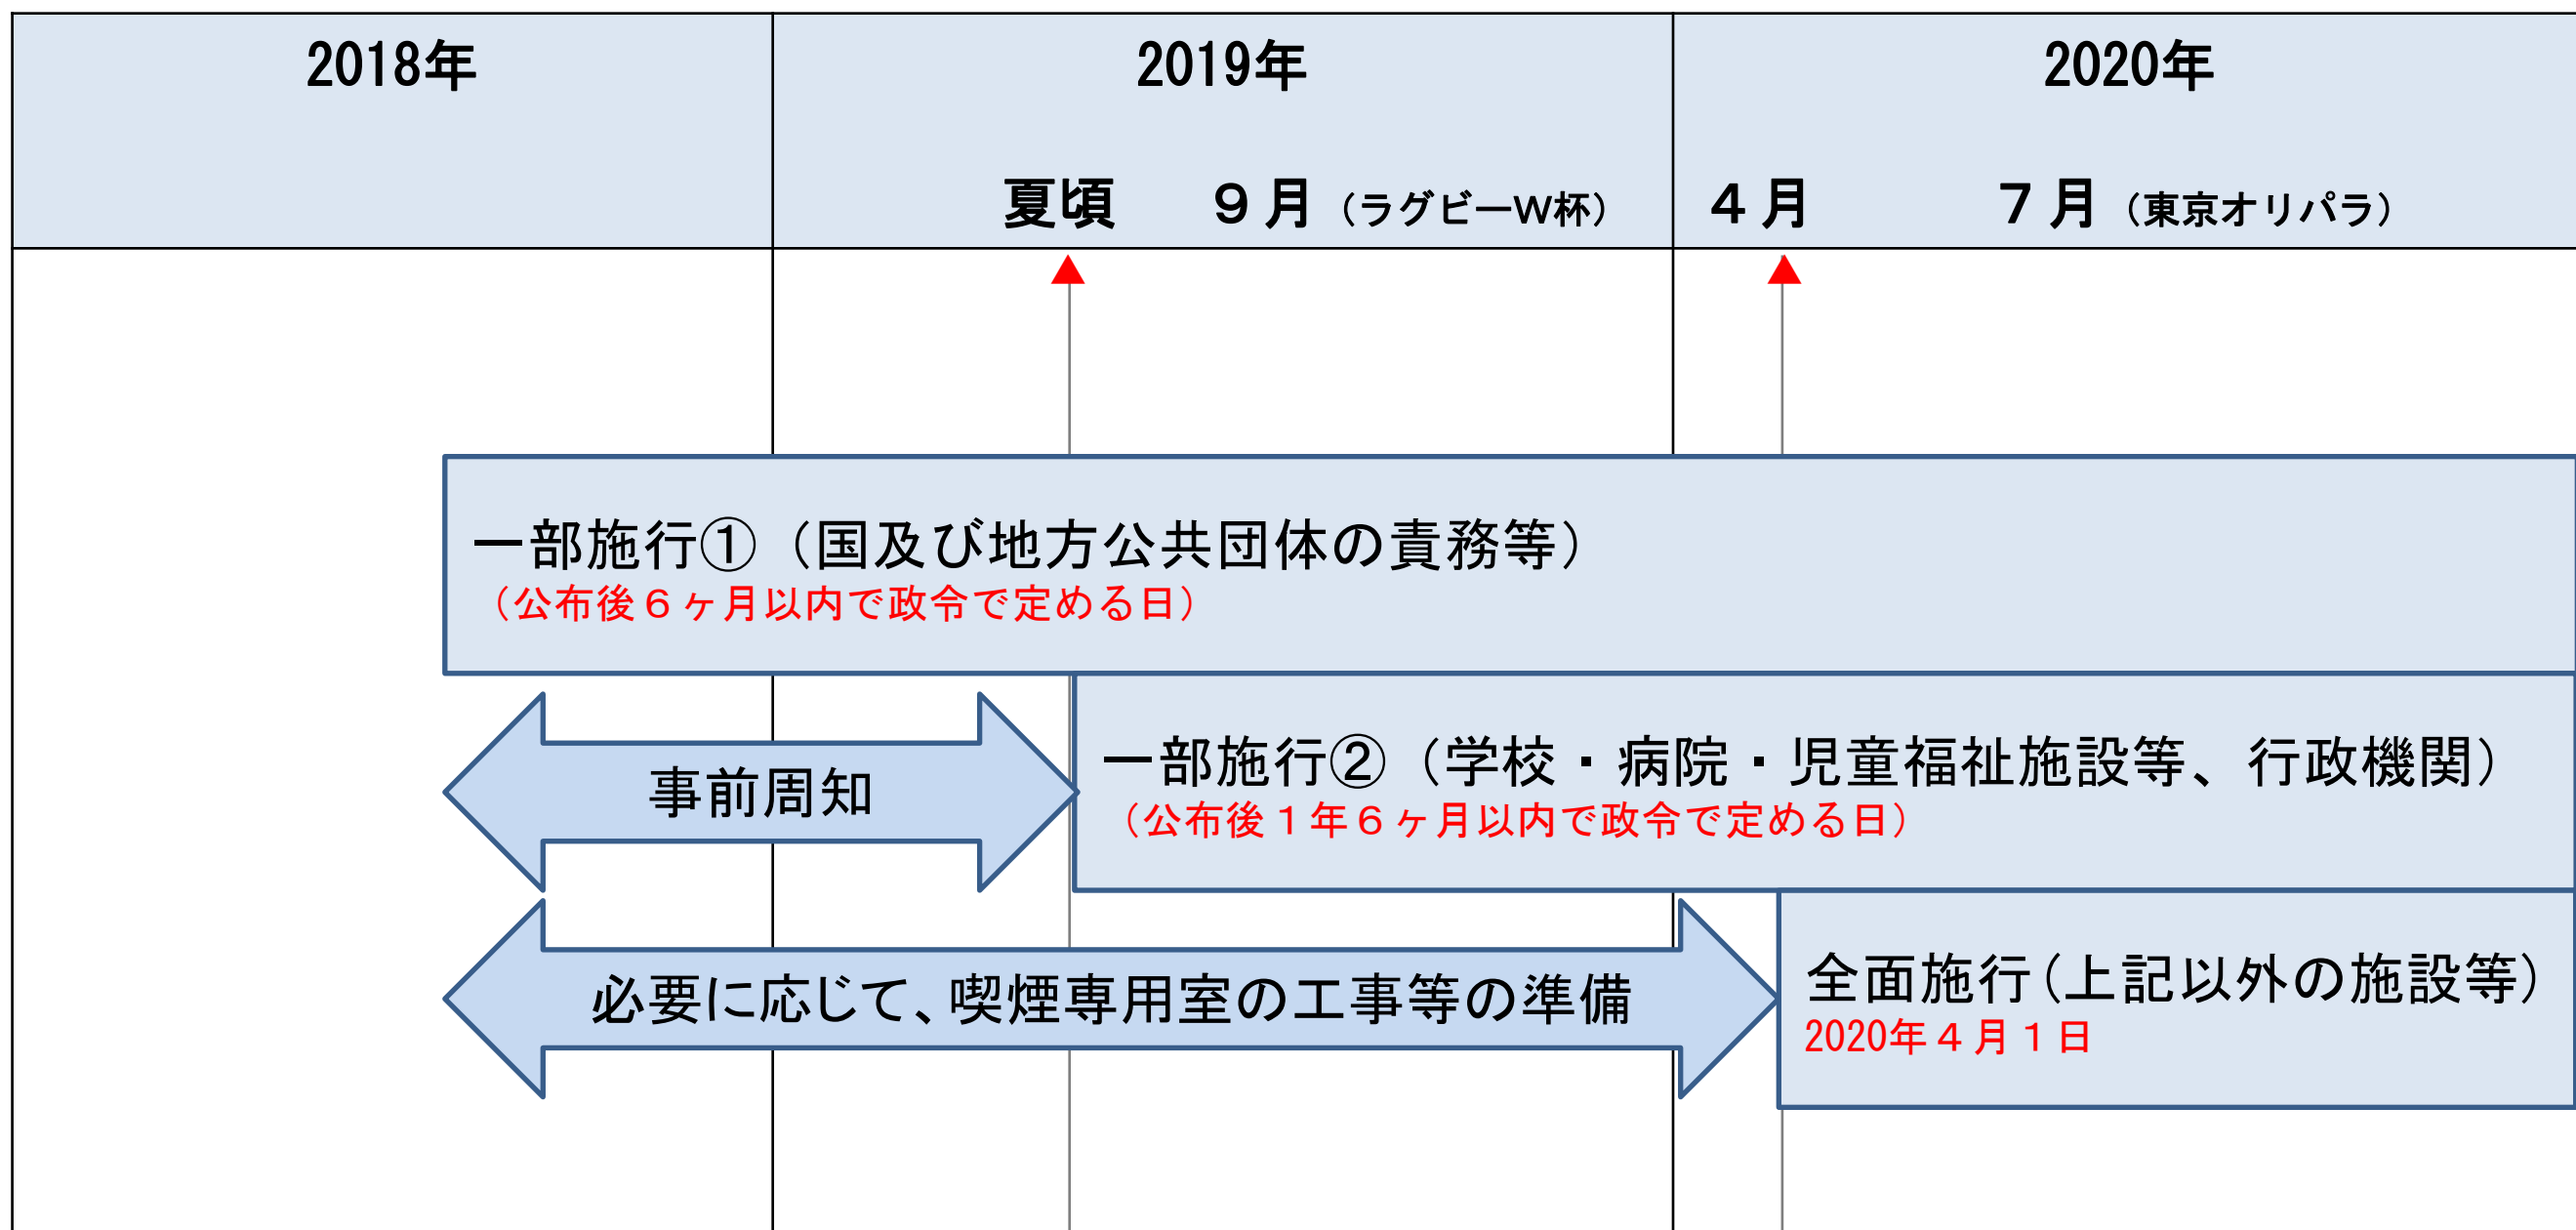 2018年
2019年
2020年
夏頃
９月（ラグビーＷ杯）
４月
７月（東京オリパラ）
一部施行①（国及び地方公共団体の責務等）
（公布後６ヶ月以内で政令で定める日）
事前周知
一部施行②（学校・病院・児童福祉施設等、行政機関）
（公布後１年６ヶ月以内で政令で定める日）
必要に応じて、喫煙専用室の工事等の準備
全面施行（上記以外の施設等）
2020年４月１日